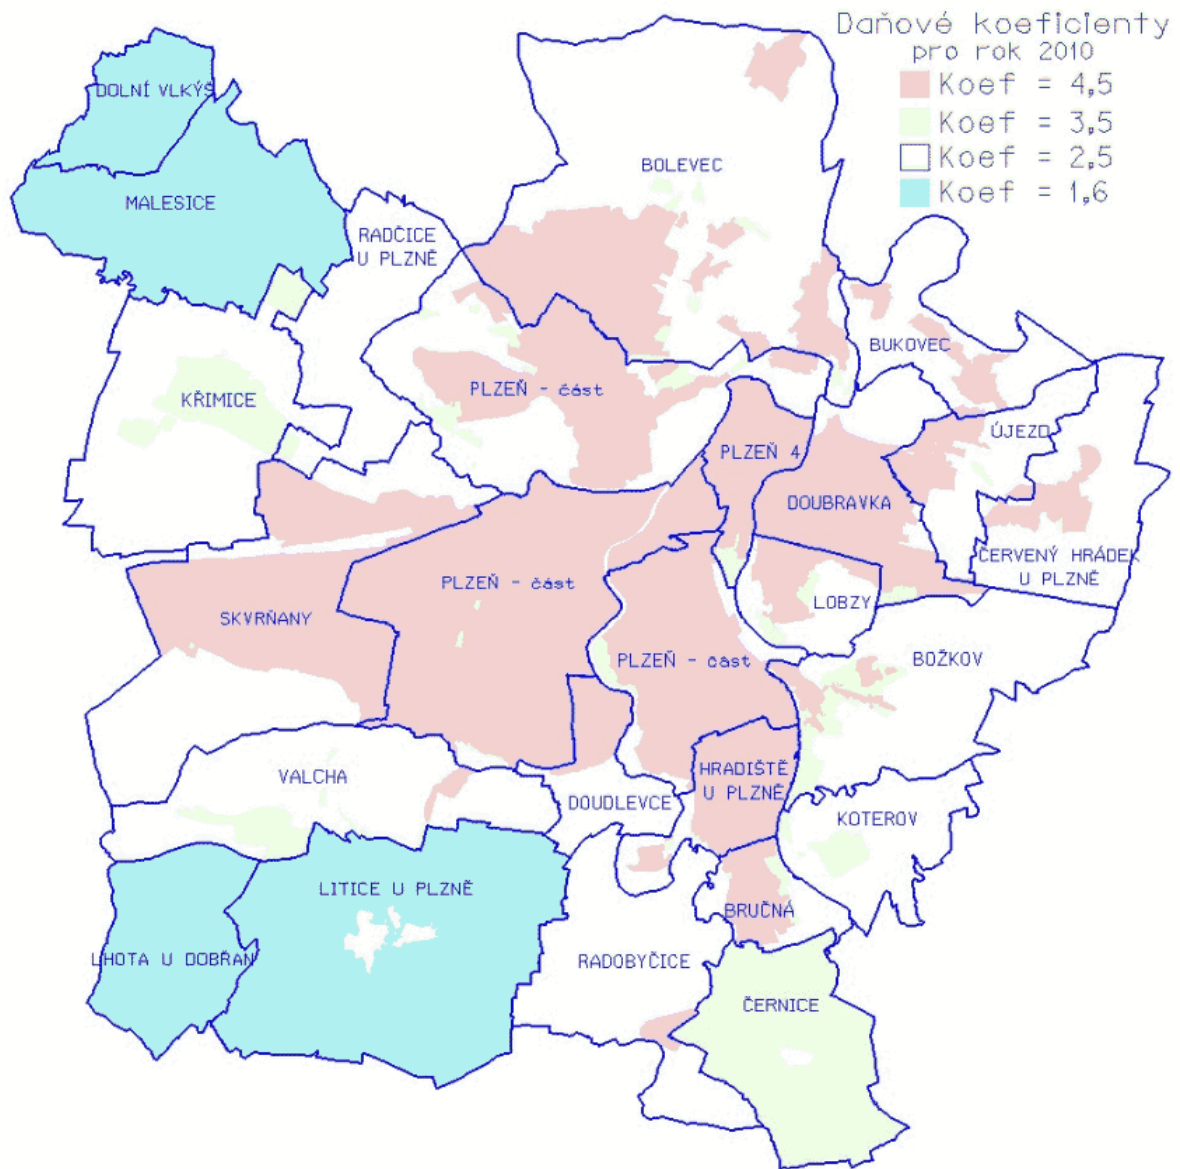 Daňové koeficienty
pro rok 2010
Koef = 4,5
Koef = 3,5
Koef = 2,5
Koef = 1,6
DOLNÍ VLKÝŠ
MALESICE
BOLEVEC
RADČICE
U PLZNĚ
BUKOVEC
KŘIMICE
PLZEŇ - část
ÚJEZD
PLZEŇ 4
DOUBRAVKA
ČERVENÝ HRÁDEK
U PLZNĚ
PLZEŇ - část
LOBZY
SKVRŇANY
PLZEŇ - část
BOŽKOV
VALCHA
HRADIŠTĚ
U PLZNĚ
DOUDLEVCE
KOTEROV
LITICE U PLZNĚ
BRUČNÁ
LHOTA U DOBŘAN
RADOBYČICE
ČERNICE